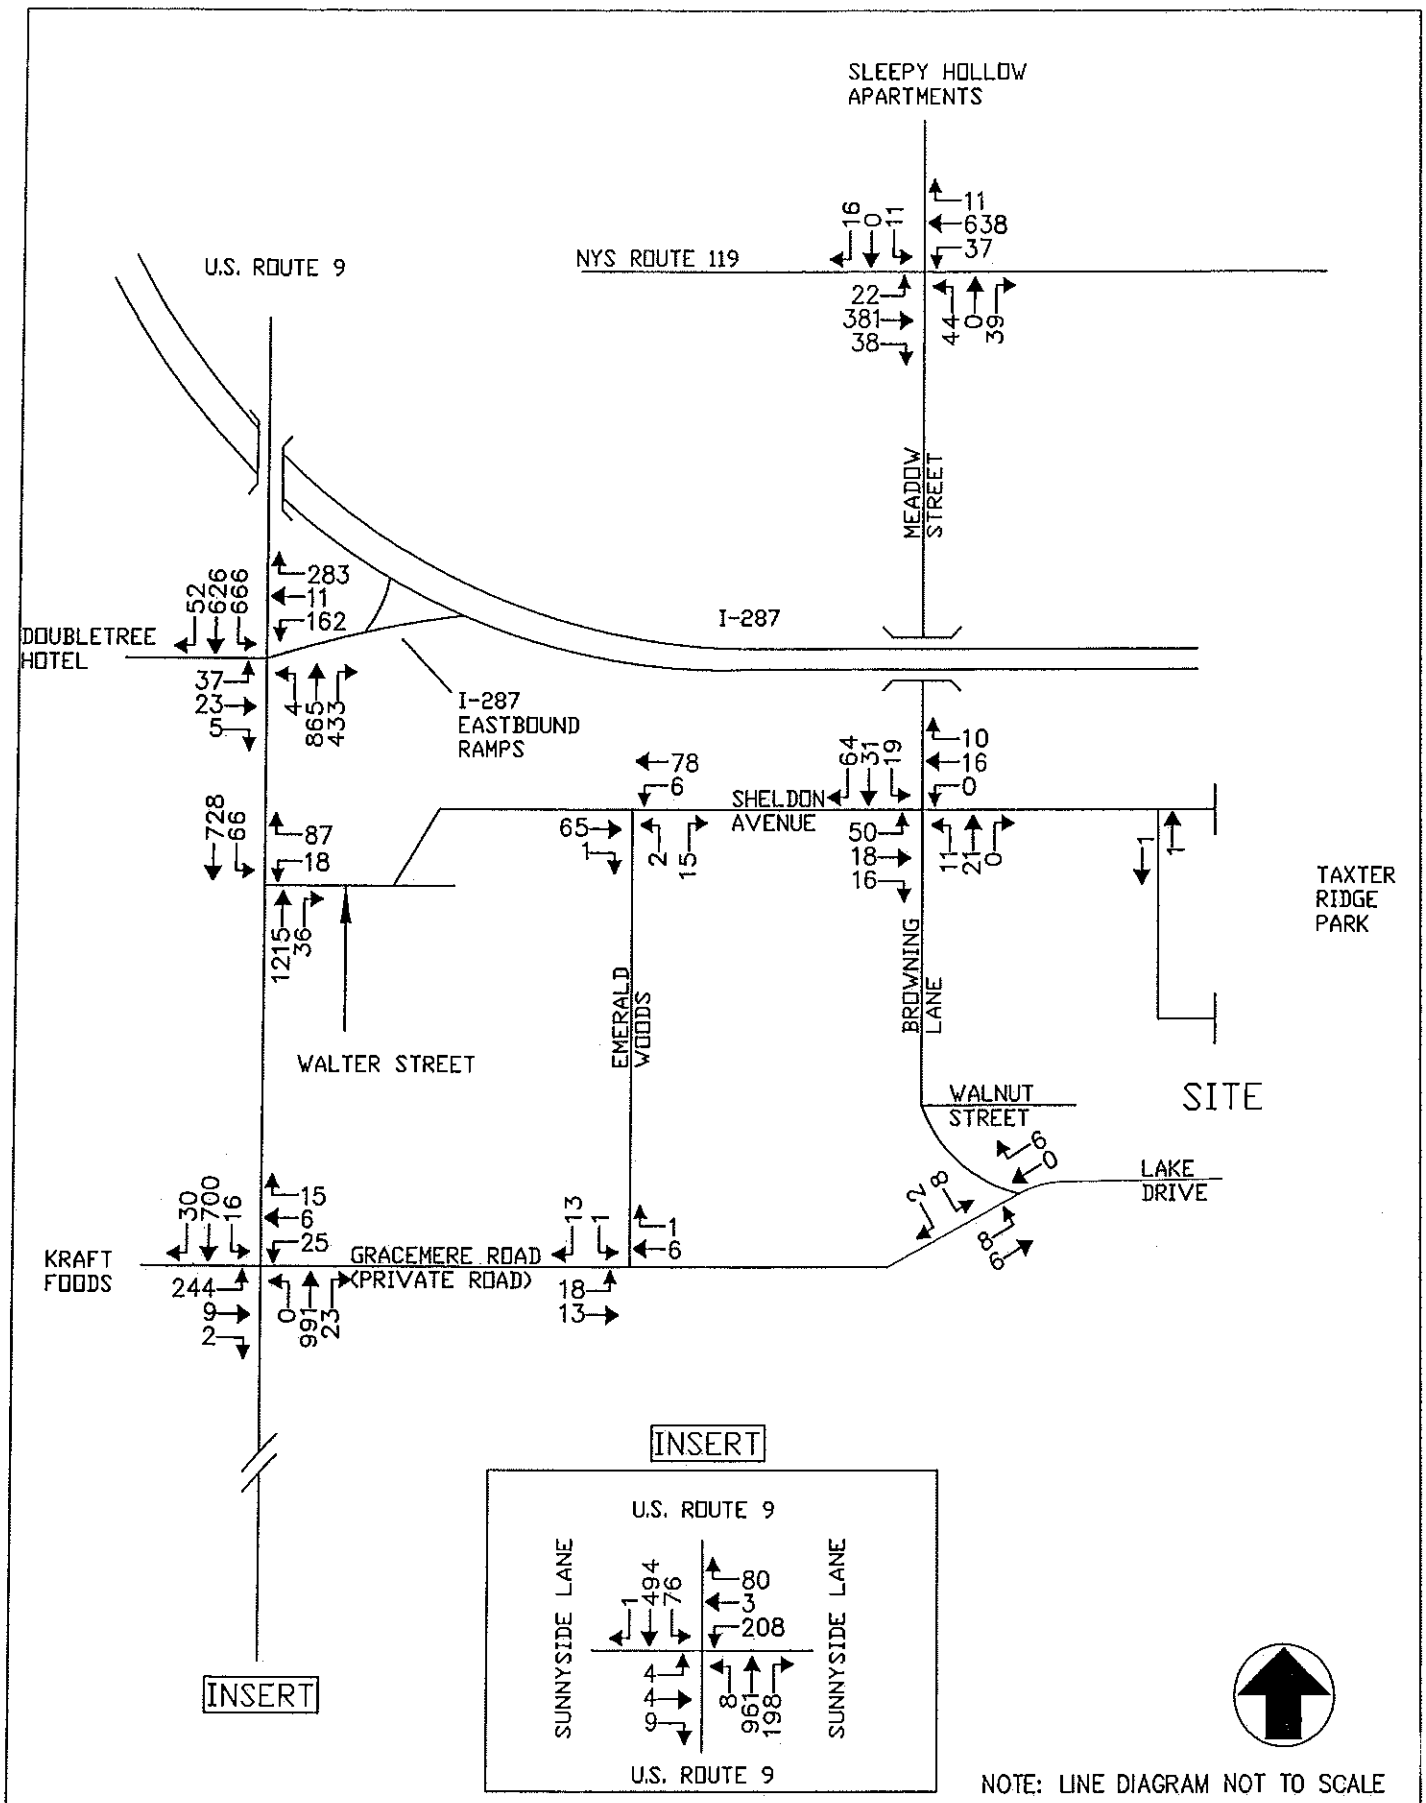 SLEEPY HOLLOW
APARTMENTS
16
0
11
11
638
37
NYS ROUTE 119
22
381
38
44
0
39
U.S. ROUTE 9
MEADOW
STREET
52
626
666
283
11
162
DOUBLETREE
HOTEL
37
23
5
4
865
433
I-287
I-287
EASTBOUND
RAMPS
728
66
87
18
1215
36
WALTER STREET
78
6
65
1
2
15
SHELDON
AVENUE
64
31
19
10
16
0
50
18
16
11
21
0
1
1
TAXTER
RIDGE
PARK
EMERALD
WOODS
BROWNING
LANE
SITE
WALNUT
STREET
6
0
LAKE
DRIVE
2
8
8
9
30
700
16
15
6
25
KRAFT
FOODS
244
9
2
0
991
23
GRACEMERE ROAD
(PRIVATE ROAD)
13
1
1
6
18
13
INSERT
U.S. ROUTE 9
SUNNYSIDE LANE
1
494
76
80
3
208
4
4
9
8
961
198
SUNNYSIDE LANE
U.S. ROUTE 9
INSERT
NOTE: LINE DIAGRAM NOT TO SCALE